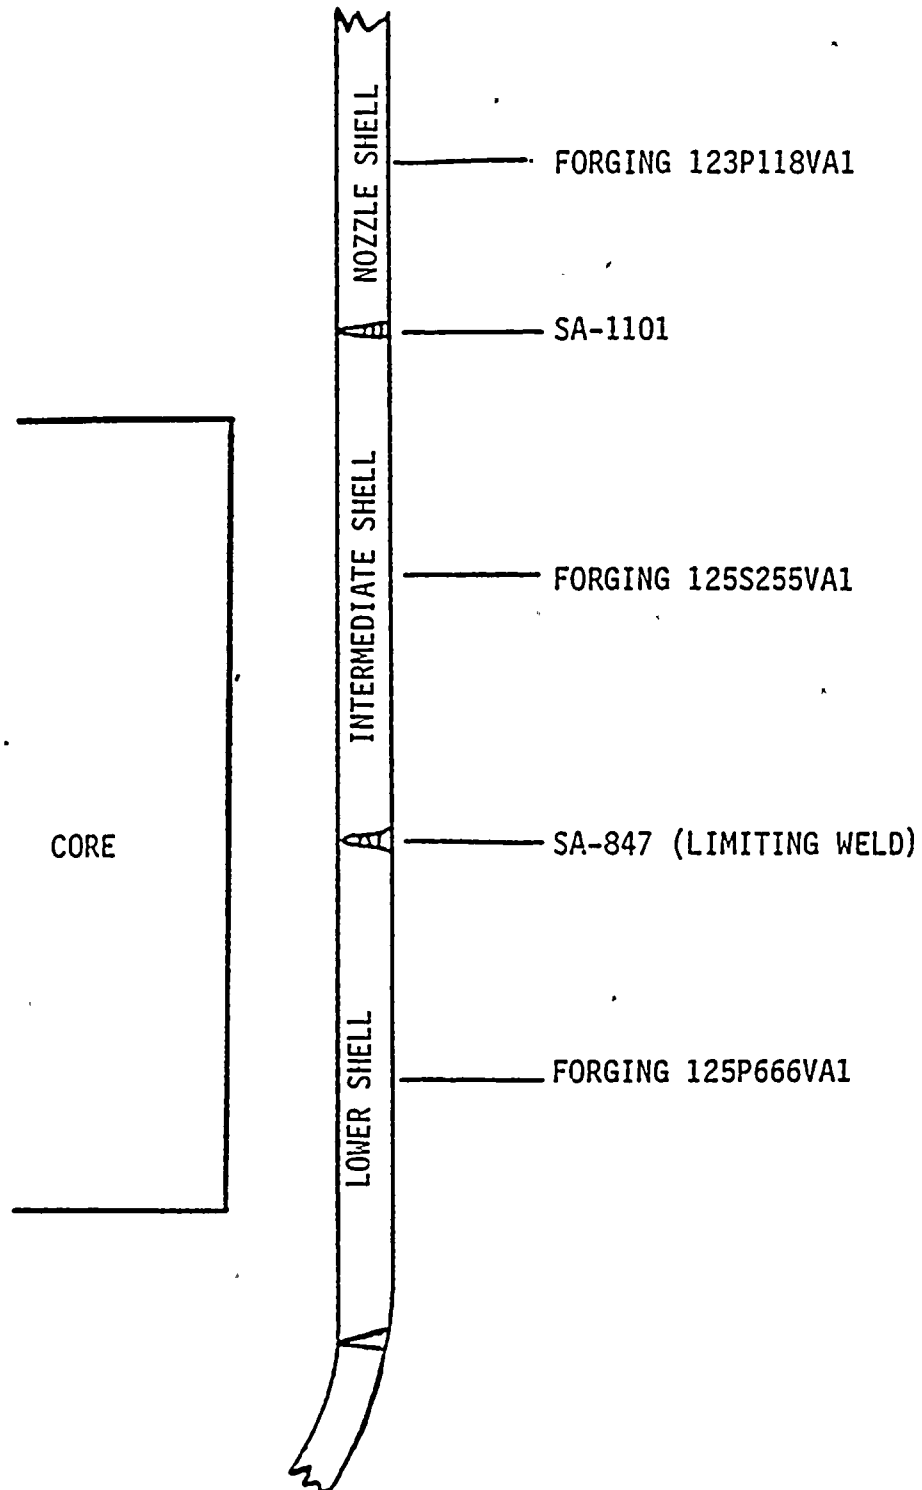 NOZZLE SHELL
FORGING 123P118VA1
SA-1101
INTERMEDIATE SHELL
FORGING 125S255VA1
CORE
SA-847 (LIMITING WELD)
LOWER SHELL
FORGING 125P666VA1